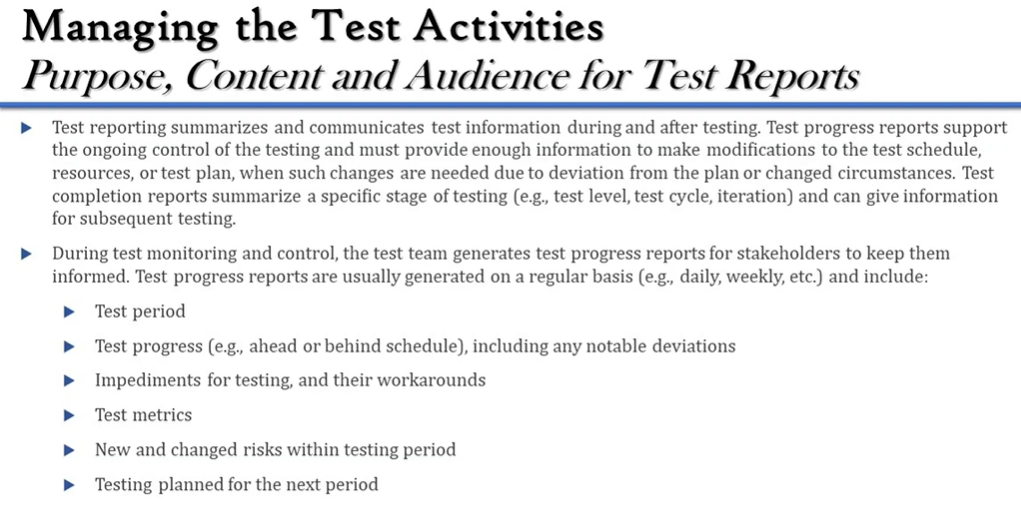 Managing the Test Activities
Purpose, Content and Audience for Test Reports
Test reporting summarizes and communicates test information during and after testing. Test progress reports support
the ongoing control of the testing and must provide enough information to make modifications to the test schedule,
resources, or test plan, when such changes are needed due to deviation from the plan or changed circumstances. Test
completion reports summarize a specific stage of testing (e.g., test level, test cycle, iteration) and can give information
for subsequent testing.
During test monitoring and control, the test team generates test progress reports for stakeholders to keep them
informed. Test progress reports are usually generated on a regular basis (e.g., daily, weekly, etc.) and include:
Test period
Test progress (e.g., ahead or behind schedule), including any notable deviations
Impediments for testing, and their workarounds
Test metrics
New and changed risks within testing period
Testing planned for the next period